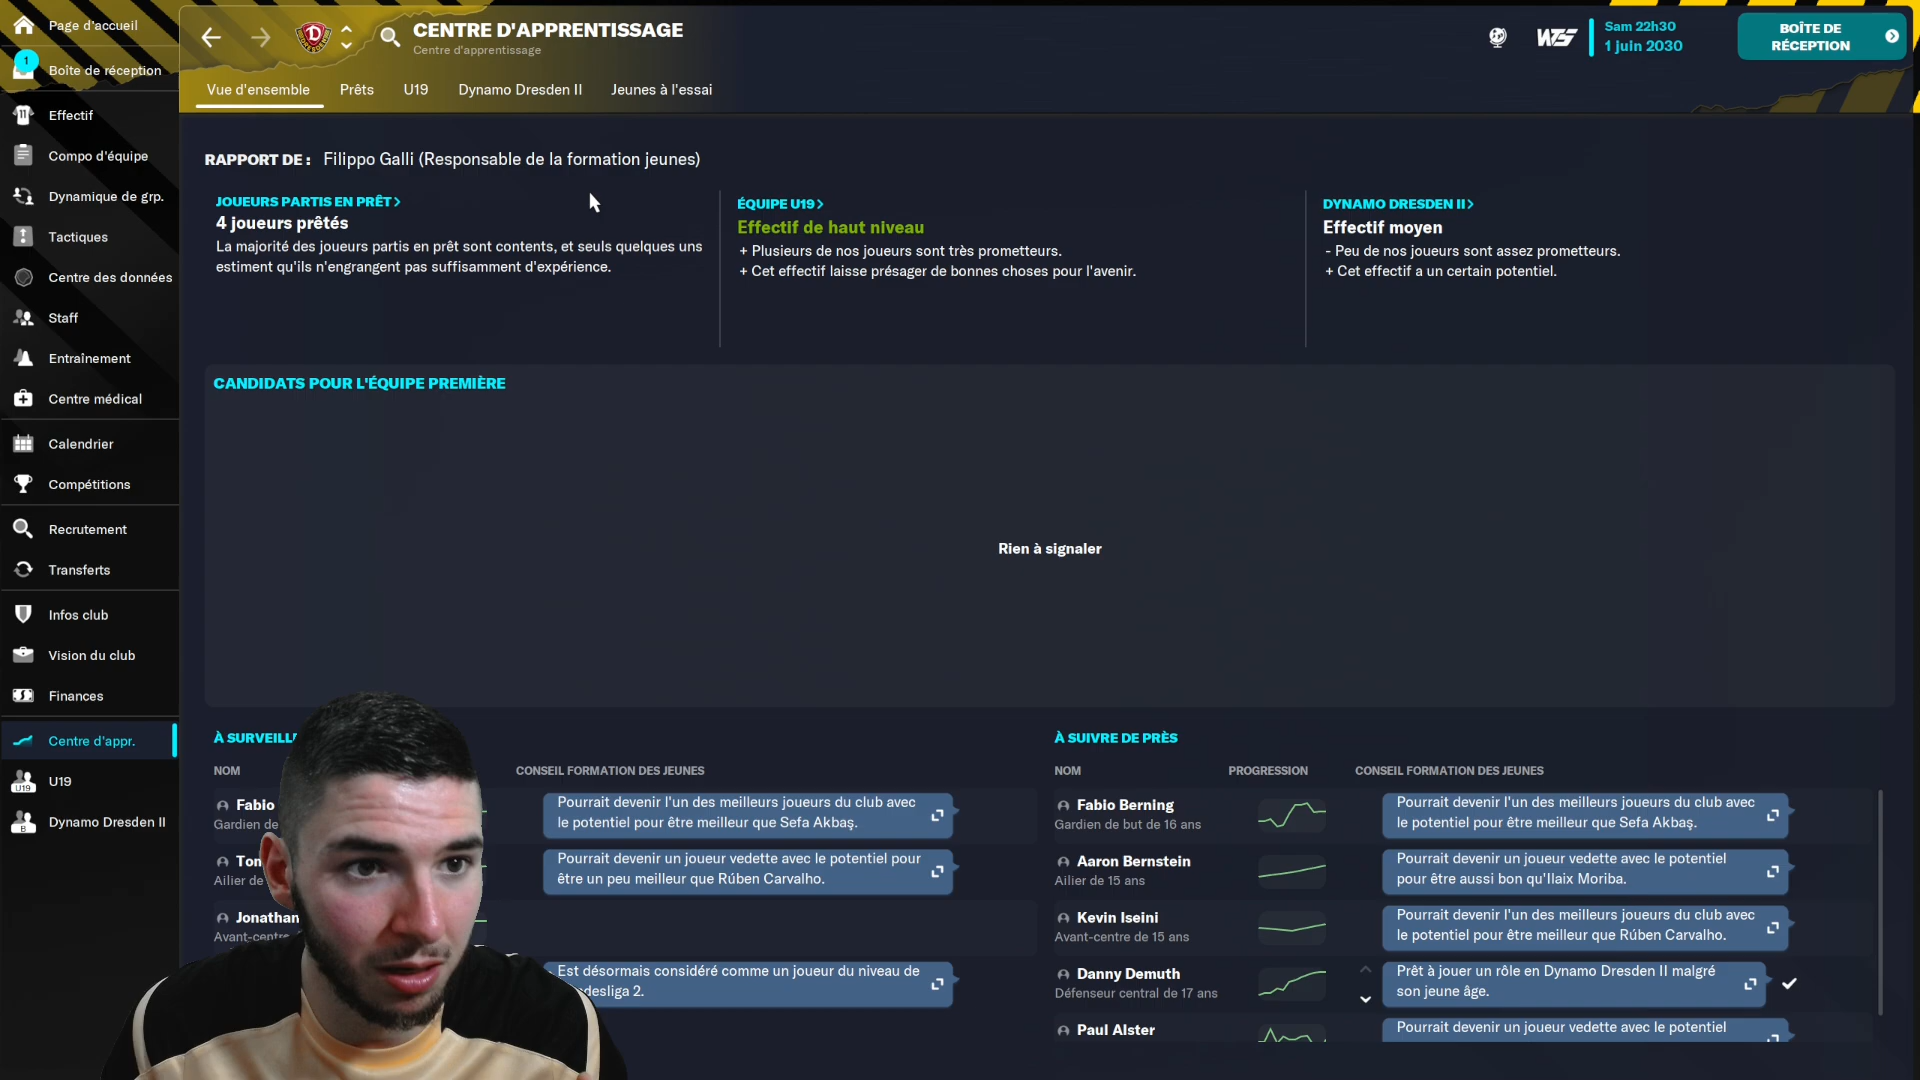 Page d'accueil
1
Boîte de réception
Effectif
Compo d'équipe
Dynamique de grp.
Tactiques
Centre des données
Staff
Entraînement
Centre médical
Calendrier
Compétitions
Recrutement
Transferts
Infos club
Vision du club
Finances
Centre d'appr.
U19
Dynamo Dresden II
CENTRE D'APPRENTISSAGE
Centre d'apprentissage
Sam 22h30
1 juin 2030
BOÎTE DE
RÉCEPTION
Vue d'ensemble Prêts U19 Dynamo Dresden II Jeunes à l'essai
RAPPORT DE : Filippo Galli (Responsable de la formation jeunes)
JOUEURS PARTIS EN PRÊT >
4 joueurs prêtés
La majorité des joueurs partis en prêt sont contents, et seuls quelques uns
estiment qu'ils n'engrangent pas suffisamment d'expérience.
ÉQUIPE U19 >
Effectif de haut niveau
+ Plusieurs de nos joueurs sont très prometteurs.
+ Cet effectif laisse présager de bonnes choses pour l'avenir.
DYNAMO DRESDEN II >
Effectif moyen
- Peu de nos joueurs sont assez prometteurs.
+ Cet effectif a un certain potentiel.
CANDIDATS POUR L'ÉQUIPE PREMIÈRE
Rien à signaler
À
NOM CONSEIL FORMATION DES JEUNES
Fabio
Gardien de
Pourrait devenir l'un des meilleurs joueurs du club avec
le potentiel pour être meilleur que Sefa Akbaş.
Ailier de
Pourrait devenir un joueur vedette avec le potentiel pour
être un peu meilleur que Rúben Carvalho.
Jonathan
Avant-centre
Est désormais considéré comme un joueur du niveau de
2.
À SUIVRE DE PRÈS
NOM PROGRESSION CONSEIL FORMATION DES JEUNES
Fabio Berning
Gardien de but de 16 ans
Pourrait devenir l'un des meilleurs joueurs du club avec
le potentiel pour être meilleur que Sefa Akbaş.
Aaron Bernstein
Ailier de 15 ans
Pourrait devenir un joueur vedette avec le potentiel
pour être aussi bon qu'Ilaix Moriba.
Kevin Iseini
Avant-centre de 15 ans
Pourrait devenir l'un des meilleurs joueurs du club avec
le potentiel pour être meilleur que Rúben Carvalho.
Danny Demuth
Défenseur central de 17 ans
Prêt à jouer un rôle en Dynamo Dresden II malgré
son jeune âge.
Paul Alster
Pourrait devenir un joueur vedette avec le potentiel